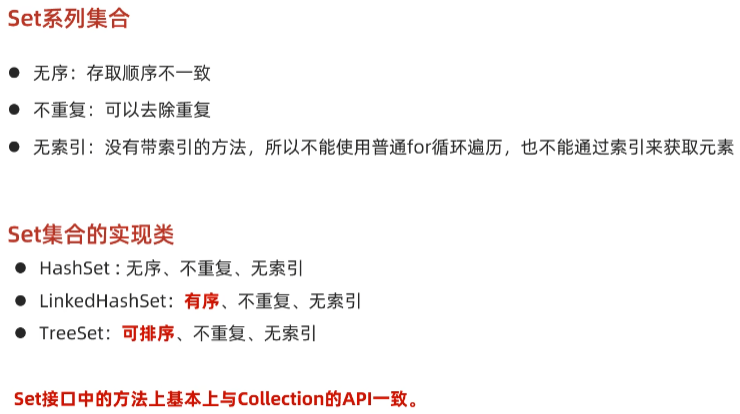 Set系列集合
● 无序：存取顺序不一致
● 不重复：可以去除重复
● 无索引：没有带索引的方法，所以不能使用普通for循环遍历，也不能通过索引来获取元素
Set集合的实现类
● HashSet : 无序、不重复、无索引
● LinkedHashSet：有序、不重复、无索引
● TreeSet：可排序、不重复、无索引
Set接口中的方法上基本上与Collection的API一致。